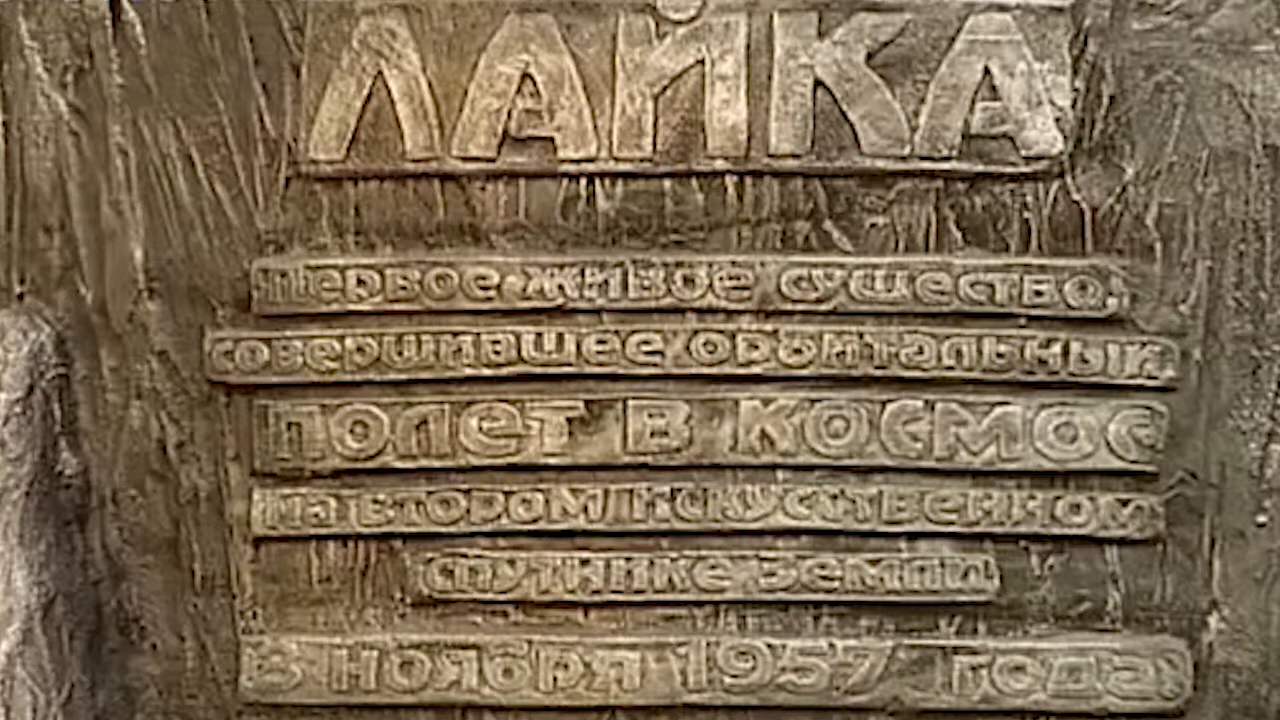 ЛАЙКА
Первое живое существо,
совершившее орбитальный
полет в космос
на втором искусственном
спутнике Земли
3 ноября 1957 года.